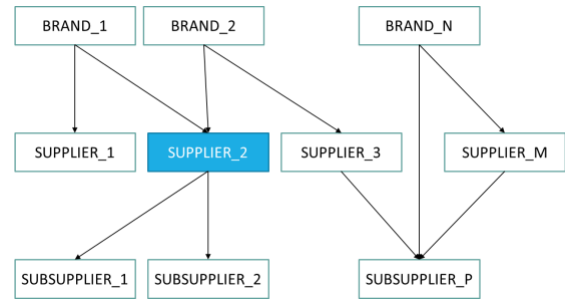 BRAND_1
BRAND_2
BRAND_N
SUPPLIER_1
SUPPLIER_2
SUPPLIER_3
SUPPLIER_M
SUBSUPPLIER_1
SUBSUPPLIER_2
SUBSUPPLIER_P